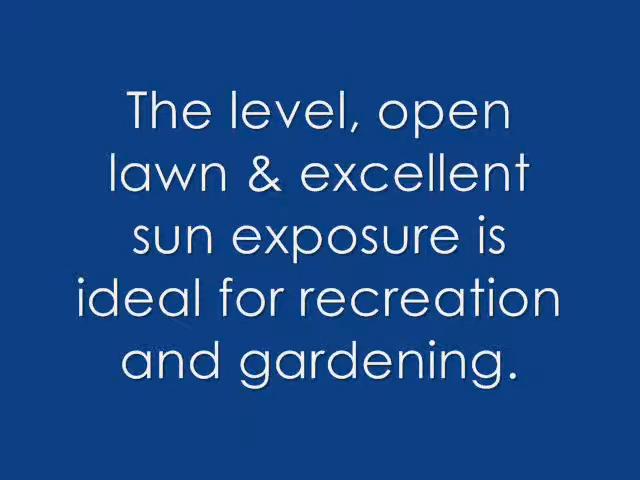 The level, open
lawn & excellent
sun exposure is
ideal for recreation
and gardening.